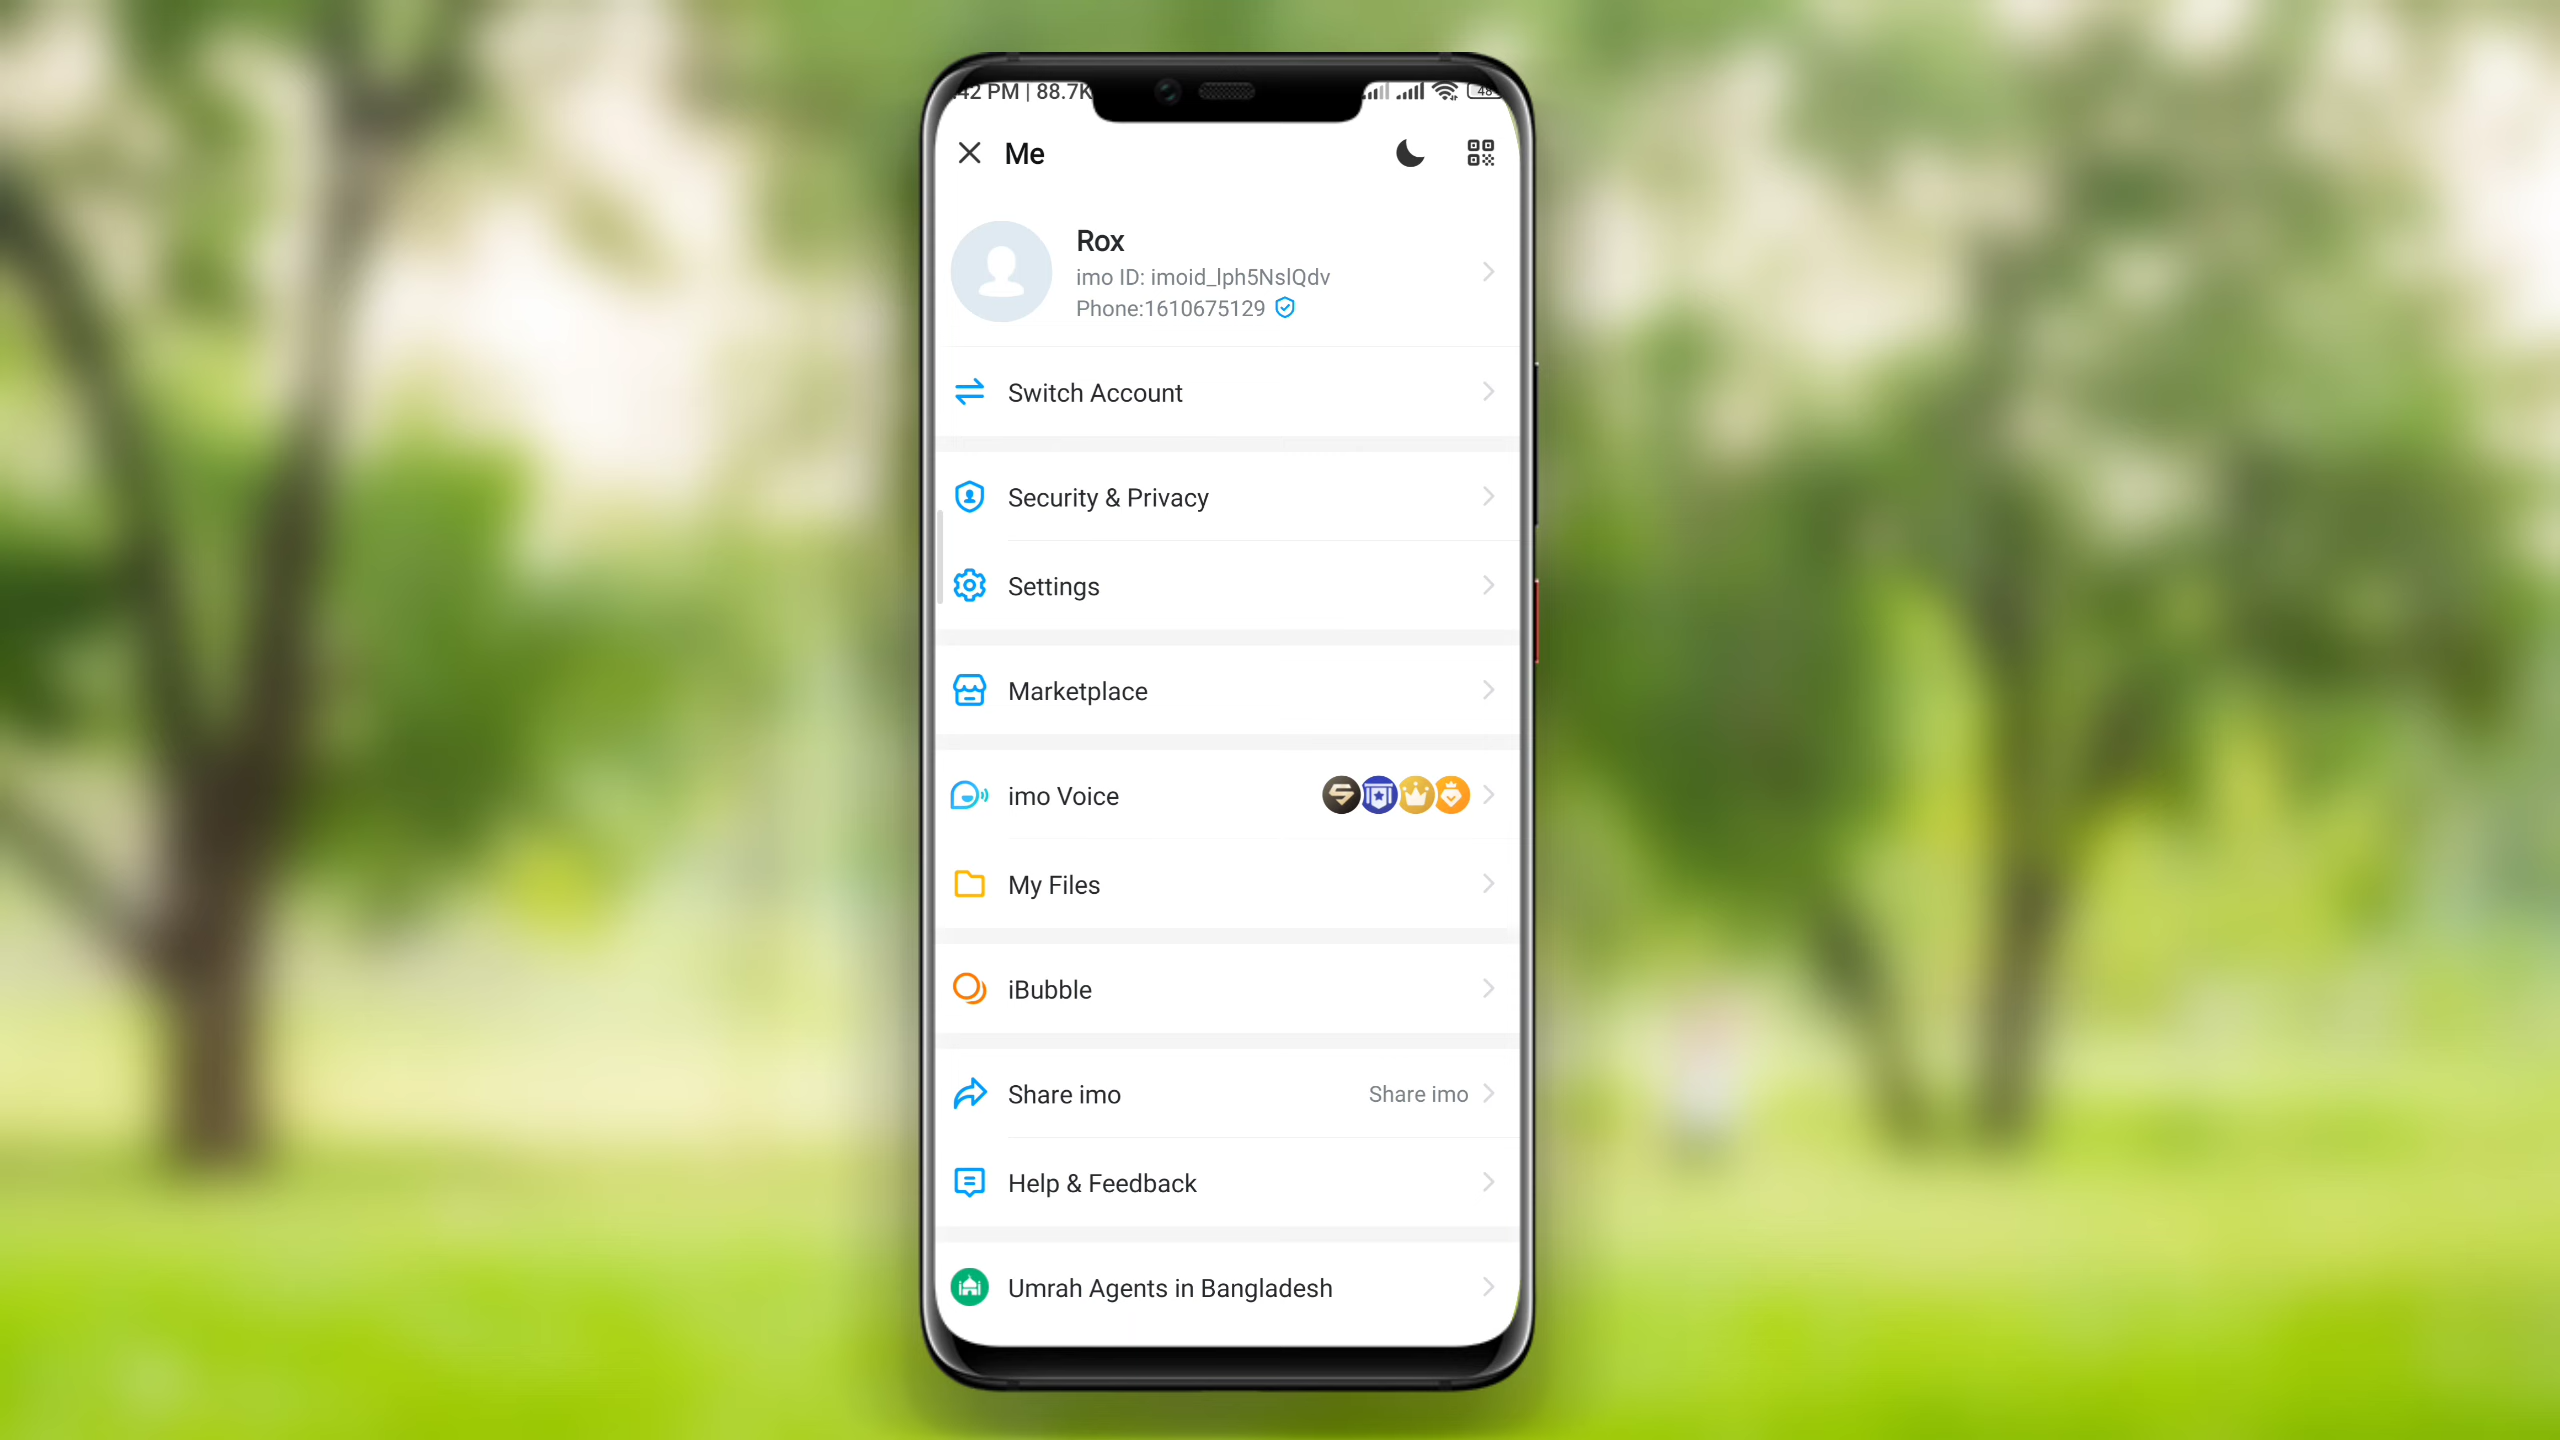 :42 PM | 88.7K
48
Me
Rox
imo ID: imoid_lph5NslQdv
Phone:1610675129
Switch Account
Security & Privacy
Settings
Marketplace
imo Voice
My Files
iBubble
Share imo Share imo
Help & Feedback
Umrah Agents in Bangladesh